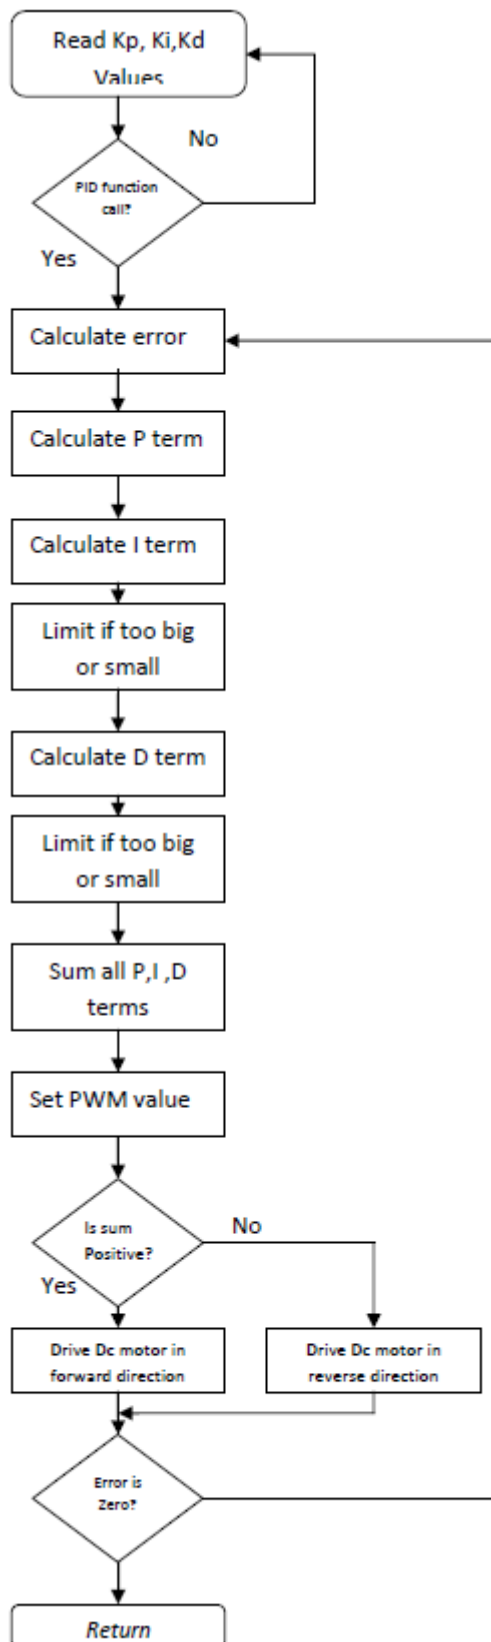 Read Kp, Ki,Kd
Values
No
PID function
call?
Yes
Calculate error
Calculate P term
Calculate I term
Limit if too big
or small
Calculate D term
Limit if too big
or small
Sum all P,I ,D
terms
Set PWM value
Is sum
Positive?
No
Yes
Drive Dc motor in
forward direction
Drive Dc motor in
reverse direction
Error is
Zero?
Return